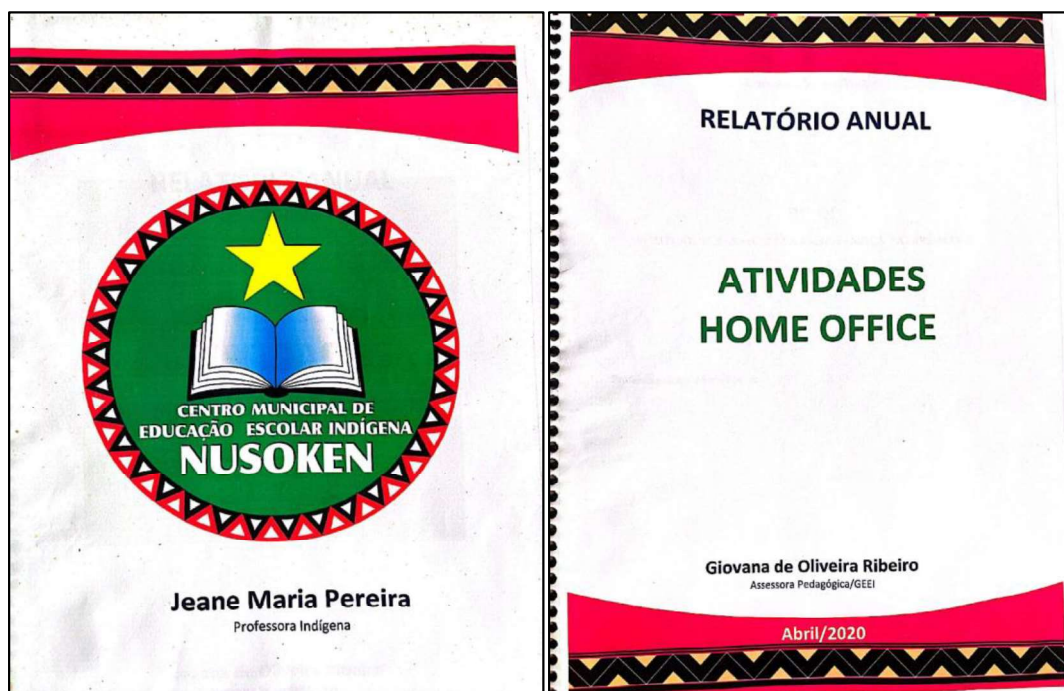 CENTRO MUNICIPAL DE
EDUCAÇÃO ESCOLAR INDÍGENA
NUSOKEN
Jeane Maria Pereira
Professora Indígena
RELATÓRIO ANUAL
ATIVIDADES
HOME OFFICE
Giovana de Oliveira Ribeiro
Assessora Pedagógica/GEEI
Abril/2020